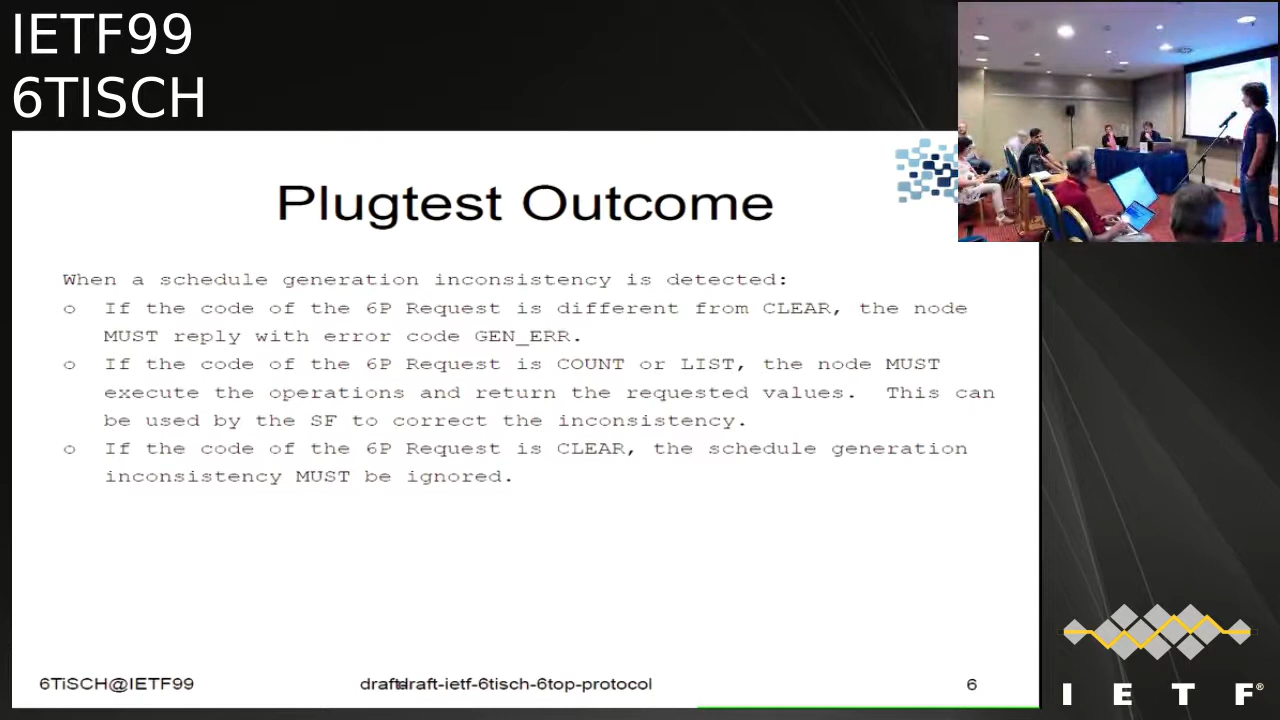 IETF99
6TISCH
Plugtest Outcome
When a schedule generation inconsistency is detected:
o If the code of the 6P Request is different from CLEAR, the node
MUST reply with error code GEN_ERR.
o If the code of the 6P Request is COUNT or LIST, the node MUST
execute the operations and return the requested values. This can
be used by the SF to correct the inconsistency.
o If the code of the 6P Request is CLEAR, the schedule generation
inconsistency MUST be ignored.
6TiSCH@IETF99
draft-ietf-6tisch-6top-protocol
6
I E T F®